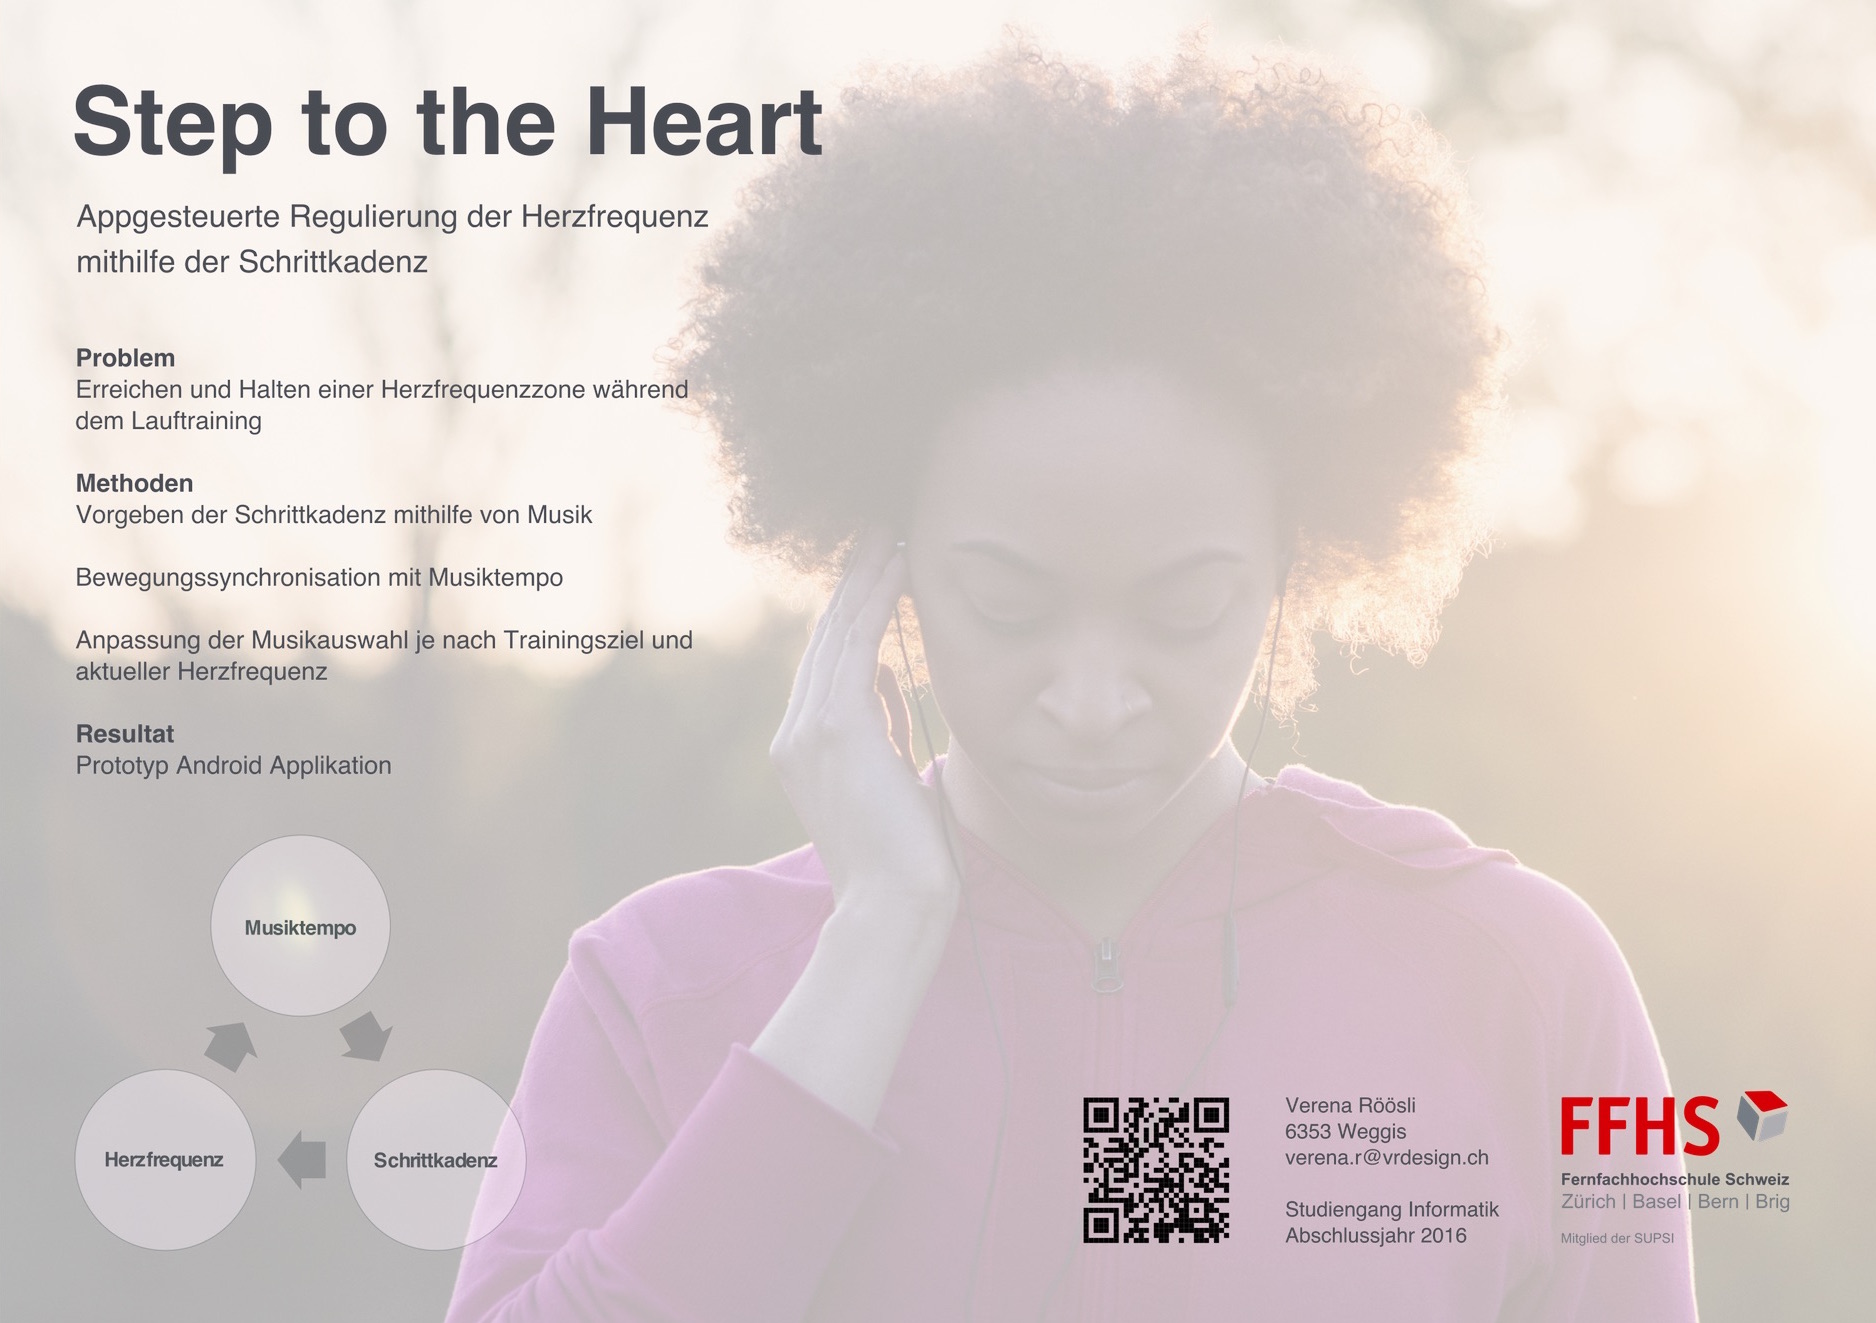 Step to the Heart
Appgesteuerte Regulierung der Herzfrequenz
mithilfe der Schrittkadenz
Problem
Erreichen und Halten einer Herzfrequenzzone während
dem Lauftraining
Methoden
Vorgeben der Schrittkadenz mithilfe von Musik
Bewegungssynchronisation mit Musiktempo
Anpassung der Musikauswahl je nach Trainingsziel und
aktueller Herzfrequenz
Resultat
Prototyp Android Applikation
Musiktempo
Herzfrequenz
Schrittkadenz
Verena Röösli
6353 Weggis
verena.r@vrdesign.ch
Studiengang Informatik
Abschlussjahr 2016
FFHS
Fernfachhochschule Schweiz
Zürich | Basel | Bern | Brig
Mitglied der SUPSI